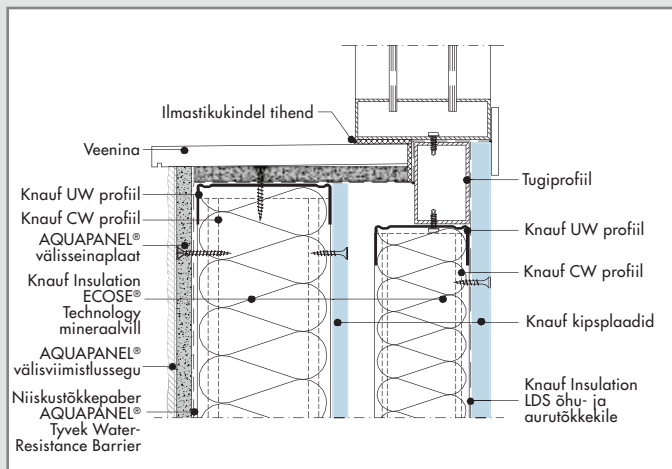 Ilmastikukindel tihend
Veenina
Knauf UW profiil
Knauf CW profiil
AQUAPANEL®
välisseinaplaat
Knauf Insulation
ECOSE®
Technology
mineraalvill
AQUAPANEL®
välisviimistlussegu
Niiskustõkkepaber
AQUAPANEL®
Tyvek Water-
Resistance Barrier
Tugiprofiil
Knauf UW profiil
Knauf CW profiil
Knauf kipsplaadid
Knauf Insulation
LDS õhu- ja
aurutõkkekile